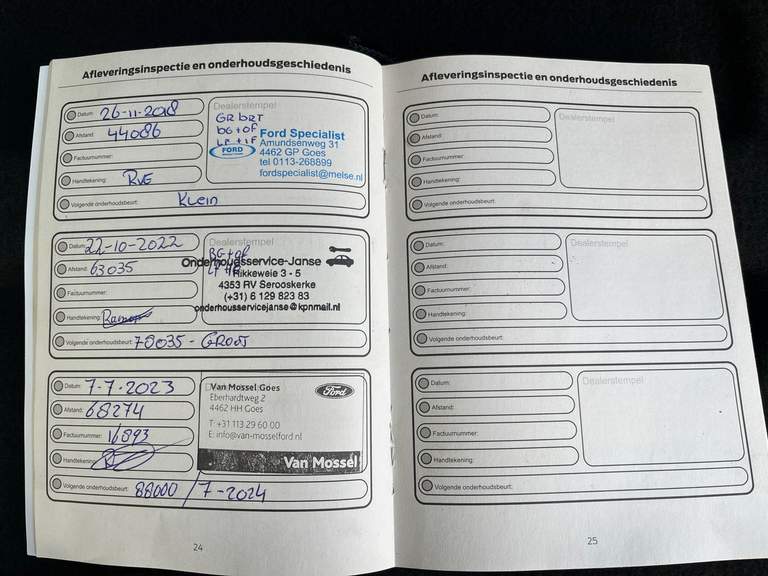 Afleveringsinspectie en onderhoudsgeschiedenis
Datum: 26-11-2018
Afstand: 44086
Factuurnummer:
Handtekening: RvE
Volgende onderhoudsbeurt: Klein
Dealerstempel
GR BRT
BG + OF
LF + IF
Ford
Ford Specialist
Amundsenweg 31
4462 GP Goes
tel 0113-268899
fordspecialist@melse.nl
Datum: 22-10-2022
Afstand: 63035
Factuurnummer:
Handtekening:
Volgende onderhoudsbeurt: 78035 - GROOT
Dealerstempel
BG + OF
Onderhoudsservice-Janse
Rikkeweie 3 - 5
4353 RV Serooskerke
(+31) 6 129 823 83
onderhousservicejanse@kpnmail.nl
Datum: 7-7-2023
Afstand: 68274
Factuurnummer: 16893
Handtekening:
Volgende onderhoudsbeurt: 88000 / 7-2024
Van Mossel Goes
Eberhardtweg 2
4462 HH Goes
T: +31 113 29 60 00
E: info@van-mosselford.nl
Ford
Van Mossel
24
Afleveringsinspectie en onderhoudsgeschiedenis
Datum:
Afstand:
Factuurnummer:
Handtekening:
Volgende onderhoudsbeurt:
Dealerstempel
Datum:
Afstand:
Factuurnummer:
Handtekening:
Volgende onderhoudsbeurt:
Dealerstempel
Datum:
Afstand:
Factuurnummer:
Handtekening:
Volgende onderhoudsbeurt:
Dealerstempel
25